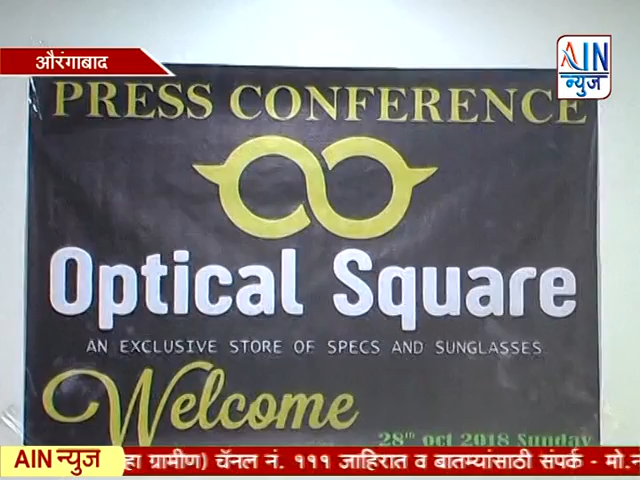 औरंगाबाद
AIN
न्यूज
PRESS CONFERENCE
Optical Square
AN EXCLUSIVE STORE OF SPECS AND SUNGLASSES
Welcome
28th oct 2018 Sunday
AIN न्यूज
हा ग्रामीण) चॅनल नं. १११ जाहिरात व बातम्यांसाठी संपर्क - मो.न